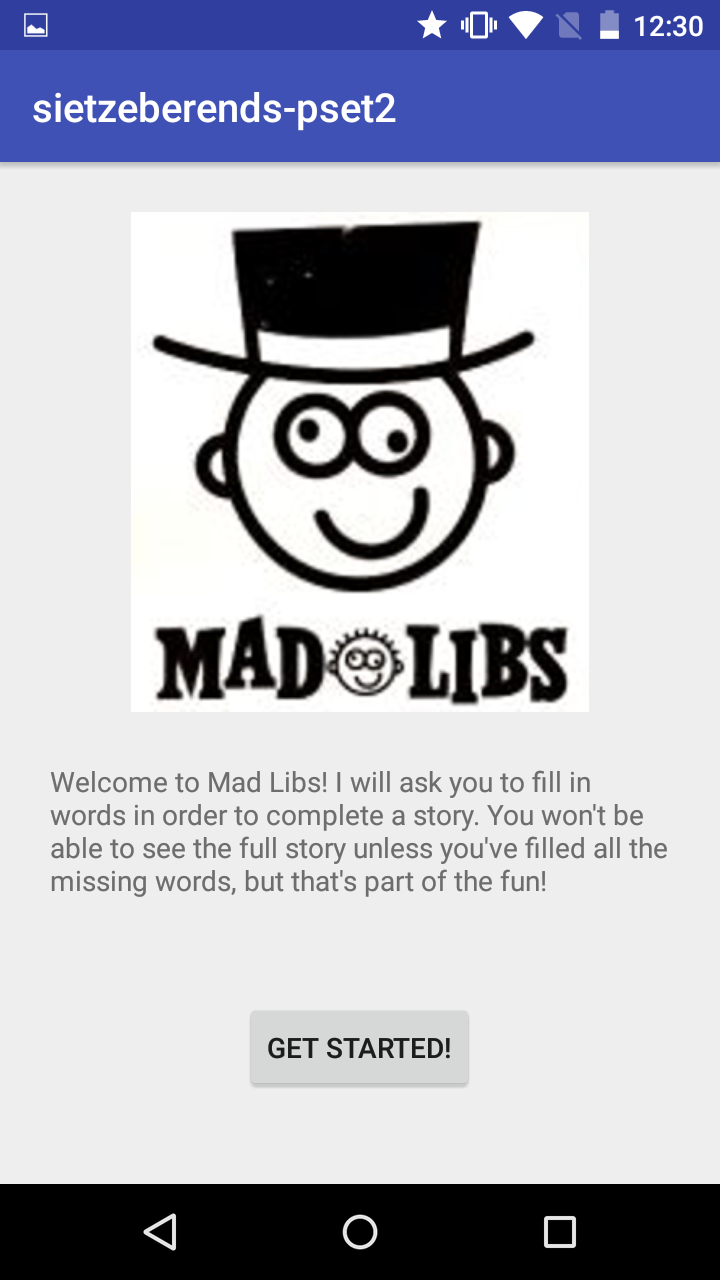 12:30
sietzeberends-pset2
MAD LIBS
Welcome to Mad Libs! I will ask you to fill in
words in order to complete a story. You won't be
able to see the full story unless you've filled all the
missing words, but that's part of the fun!
GET STARTED!